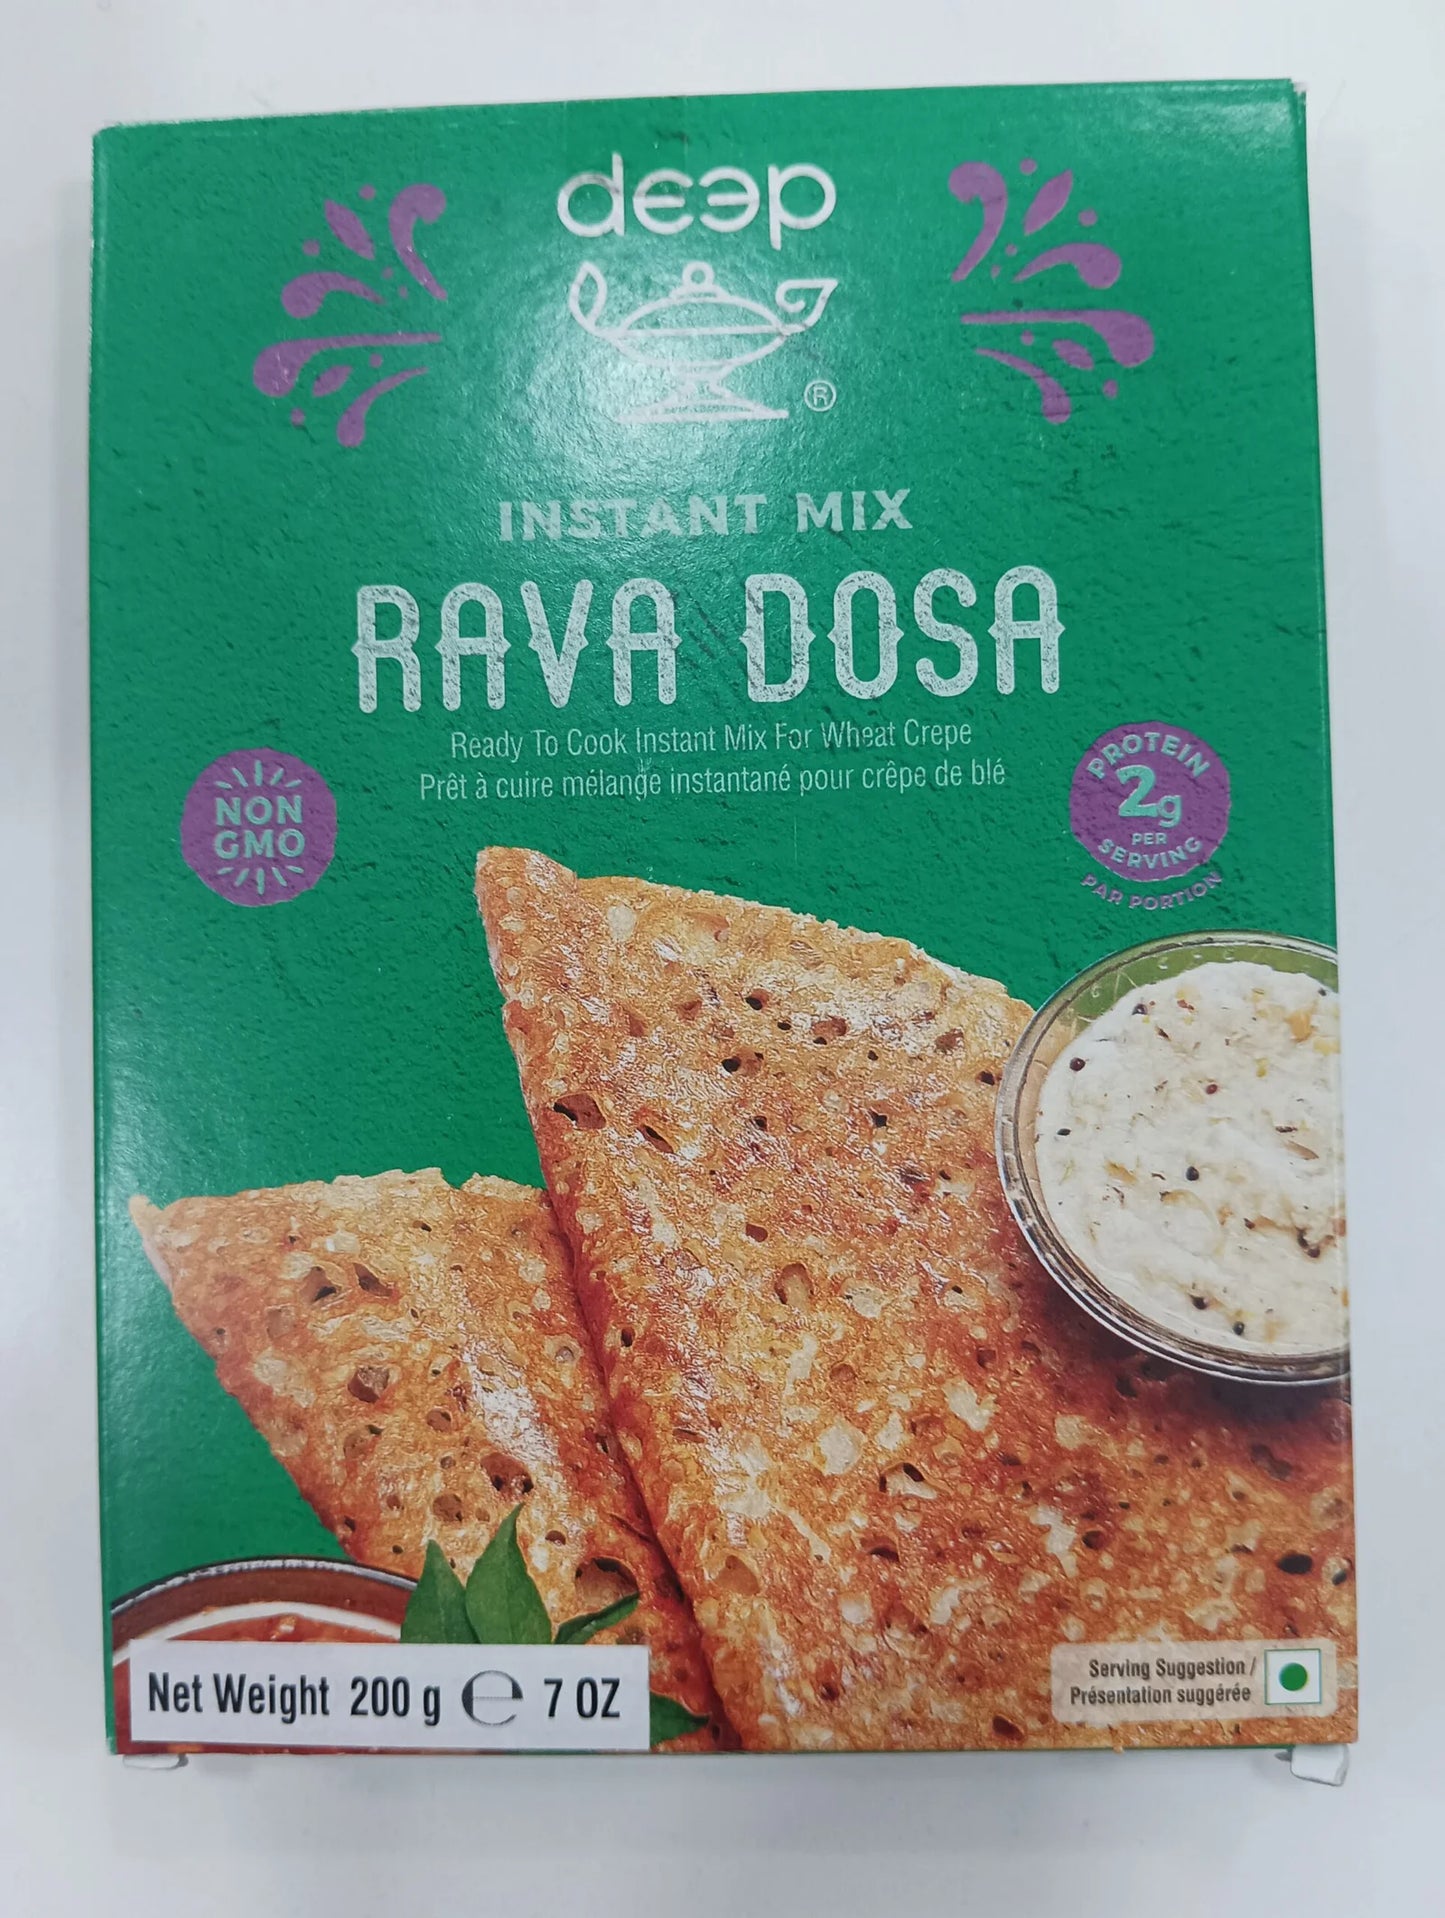 deep
®
INSTANT MIX
RAVA DOSA
Ready To Cook Instant Mix For Wheat Crepe
Prêt à cuire mélange instantané pour crêpe de blé
NON
GMO
PROTEIN
2g
PER
SERVING
PAR PORTION
Net Weight 200 g ℮ 7 OZ
Serving Suggestion /
Présentation suggérée